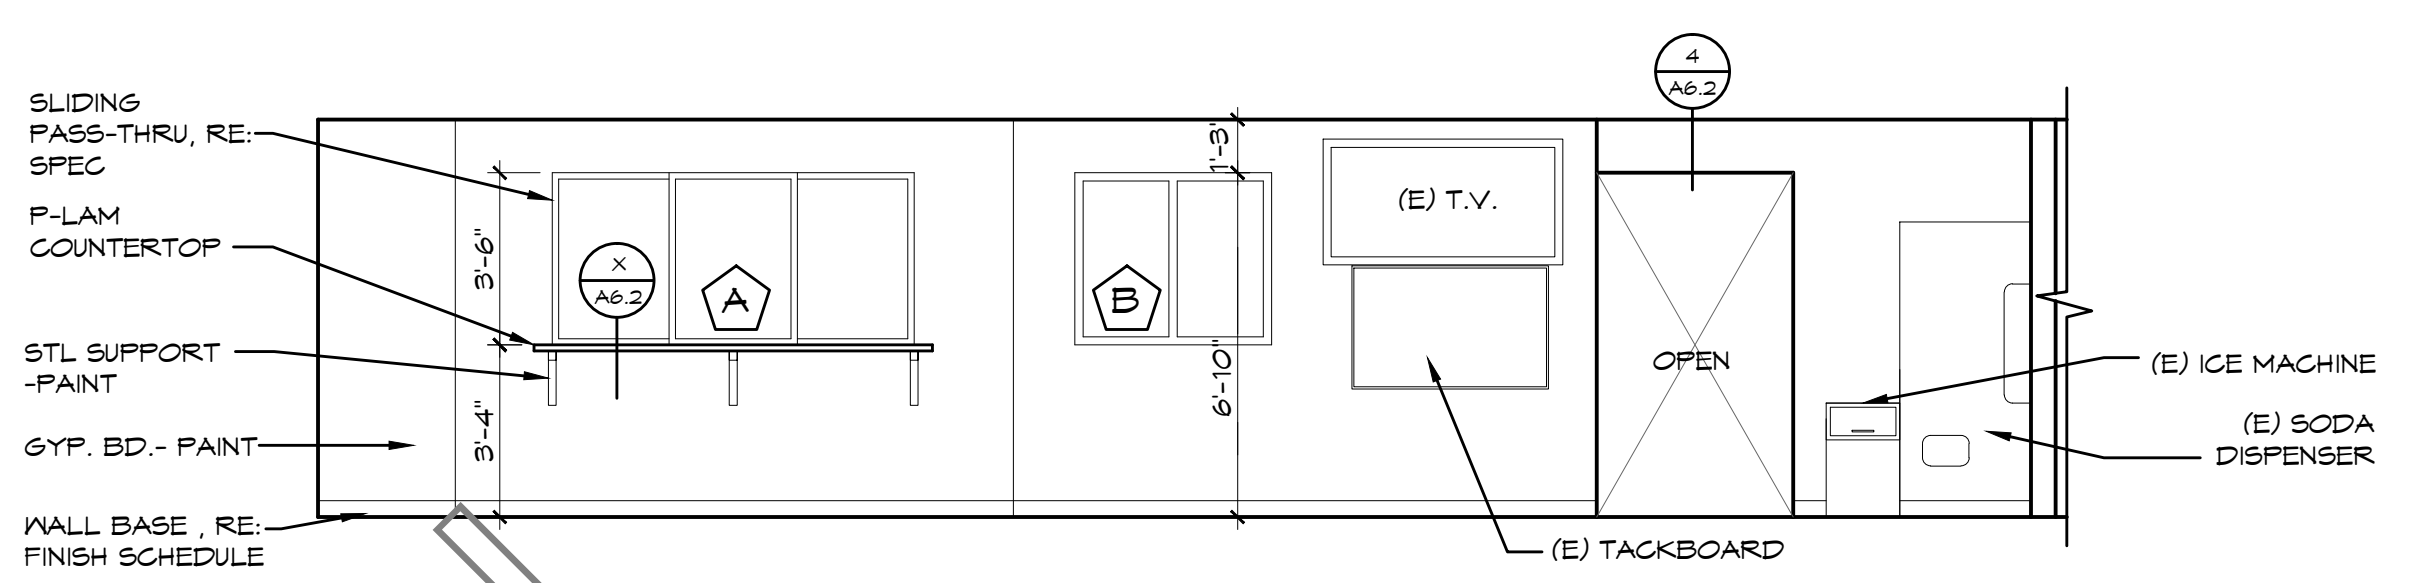 SLIDING
PASS-THRU, RE:
SPEC
P-LAM
COUNTERTOP
STL SUPPORT
-PAINT
GYP. BD.- PAINT
WALL BASE , RE:
FINISH SCHEDULE
3'-6"
3'-4"
X
A6.2
A
B
1'-3"
6'-10"
(E) T.V.
4
A6.2
OPEN
(E) TACKBOARD
(E) ICE MACHINE
(E) SODA
DISPENSER